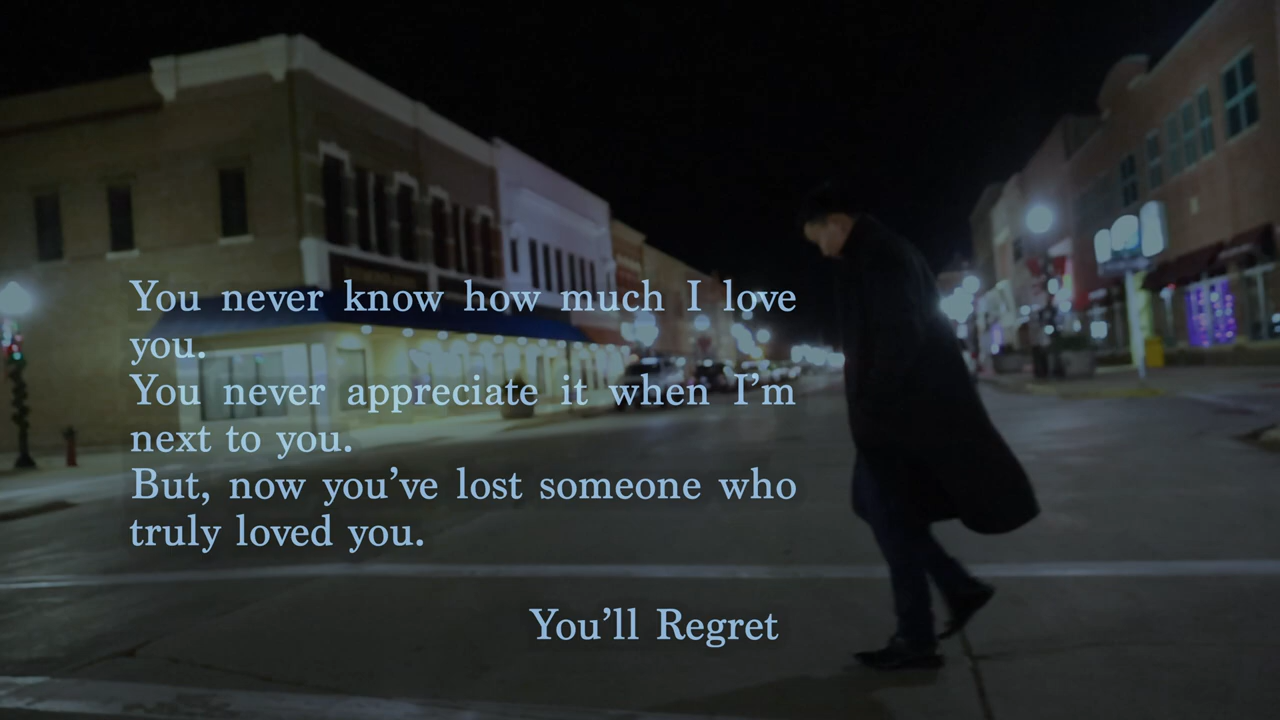 You never know how much I love
you.
You never appreciate it when I'm
next to you.
But, now you've lost someone who
truly loved you.
You'll Regret